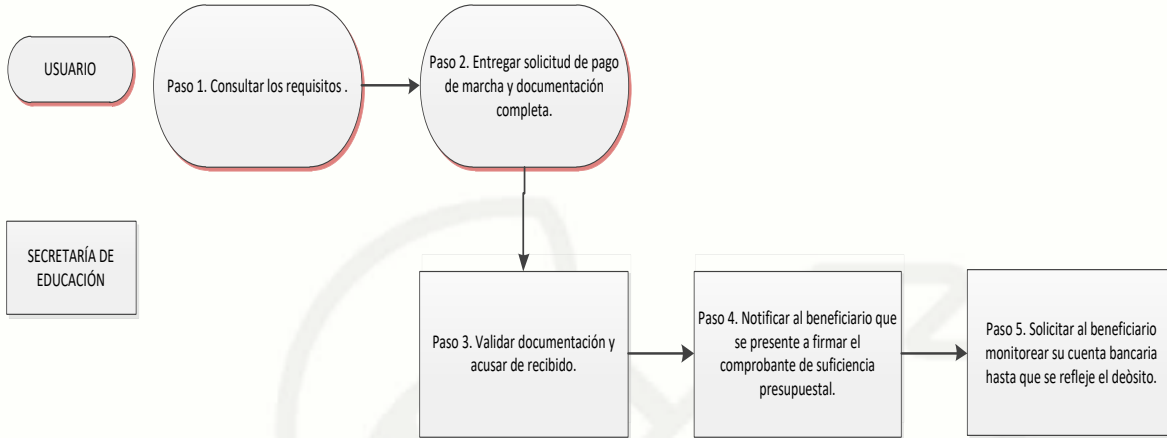 USUARIO
Paso 1. Consultar los requisitos .
Paso 2. Entregar solicitud de pago
de marcha y documentación
completa.
SECRETARÍA DE
EDUCACIÓN
Paso 3. Validar documentación y
acusar de recibido.
Paso 4. Notificar al beneficiario que
se presente a firmar el
comprobante de suficiencia
presupuestal.
Paso 5. Solicitar al beneficiario
monitorear su cuenta bancaria
hasta que se refleje el deòsito.